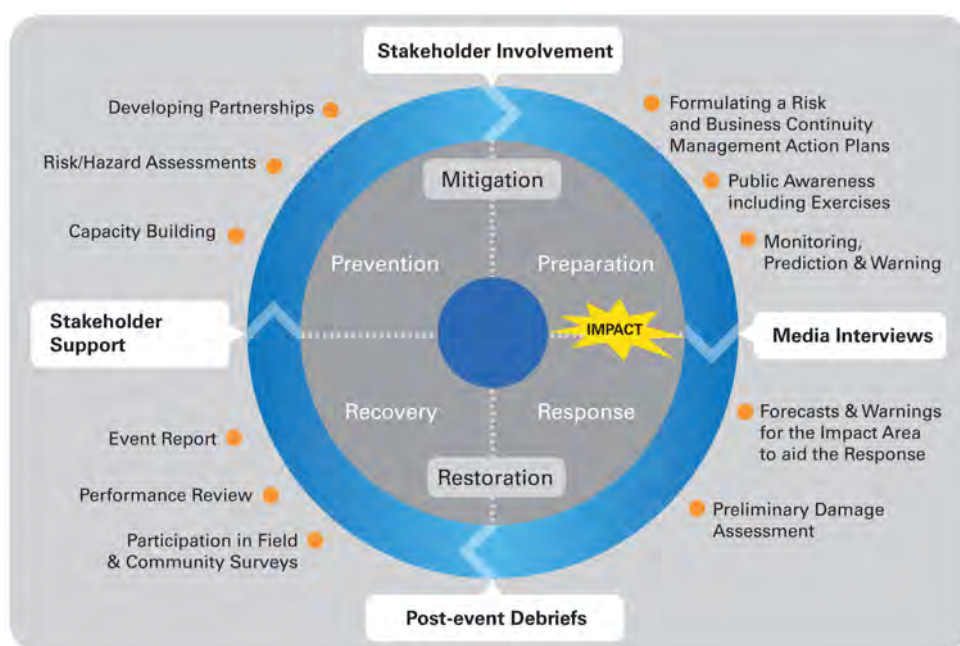 Stakeholder Involvement
Developing Partnerships
Risk/Hazard Assessments
Capacity Building
Formulating a Risk
and Business Continuity
Management Action Plans
Public Awareness
including Exercises
Monitoring,
Prediction & Warning
Mitigation
Prevention
Preparation
IMPACT
Stakeholder
Support
Media Interviews
Recovery
Response
Restoration
Event Report
Performance Review
Participation in Field
& Community Surveys
Forecasts & Warnings
for the Impact Area
to aid the Response
Preliminary Damage
Assessment
Post-event Debriefs